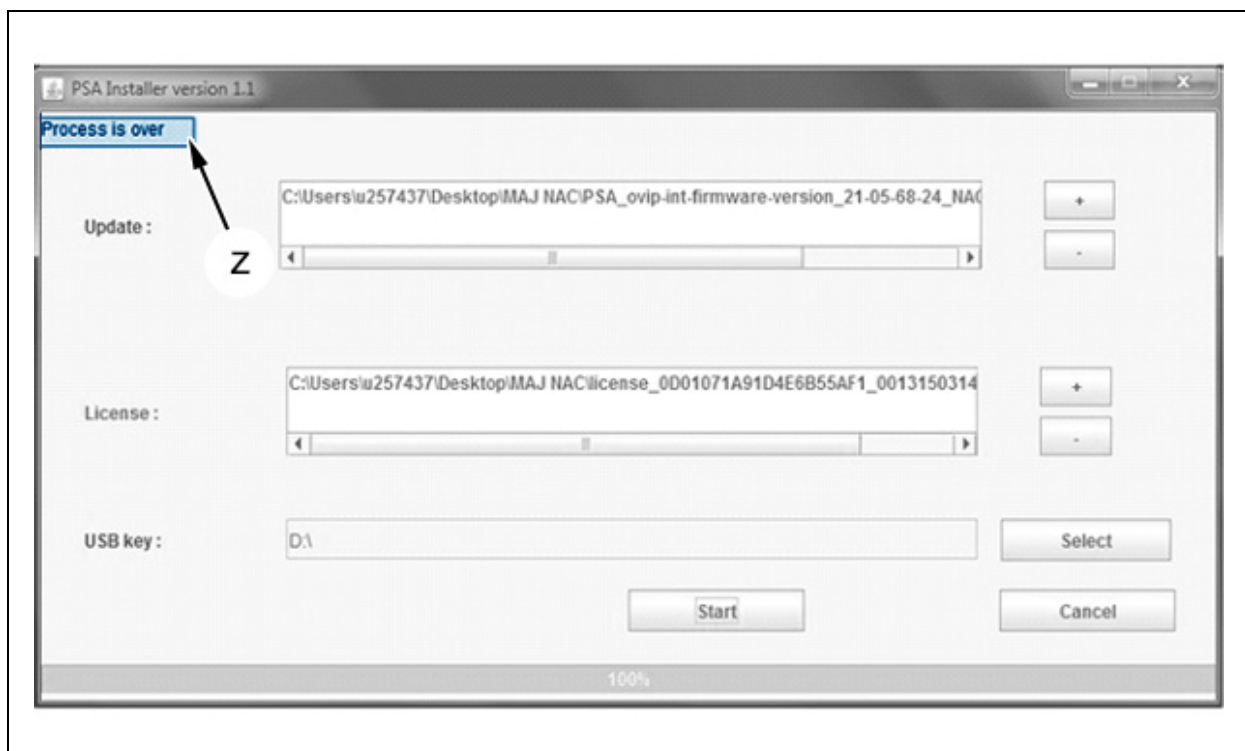 PSA Installer version 1.1
Process is over
Update :
C:\Users\u257437\Desktop\MAJ NAC\PSA_ovip-int-firmware-version_21-05-68-24_NAC
+
-
Z
License :
C:\Users\u257437\Desktop\MAJ NAC\license_0D01071A91D4E6B55AF1_0013150314
+
-
USB key :
D:\
Select
Start
Cancel
100%